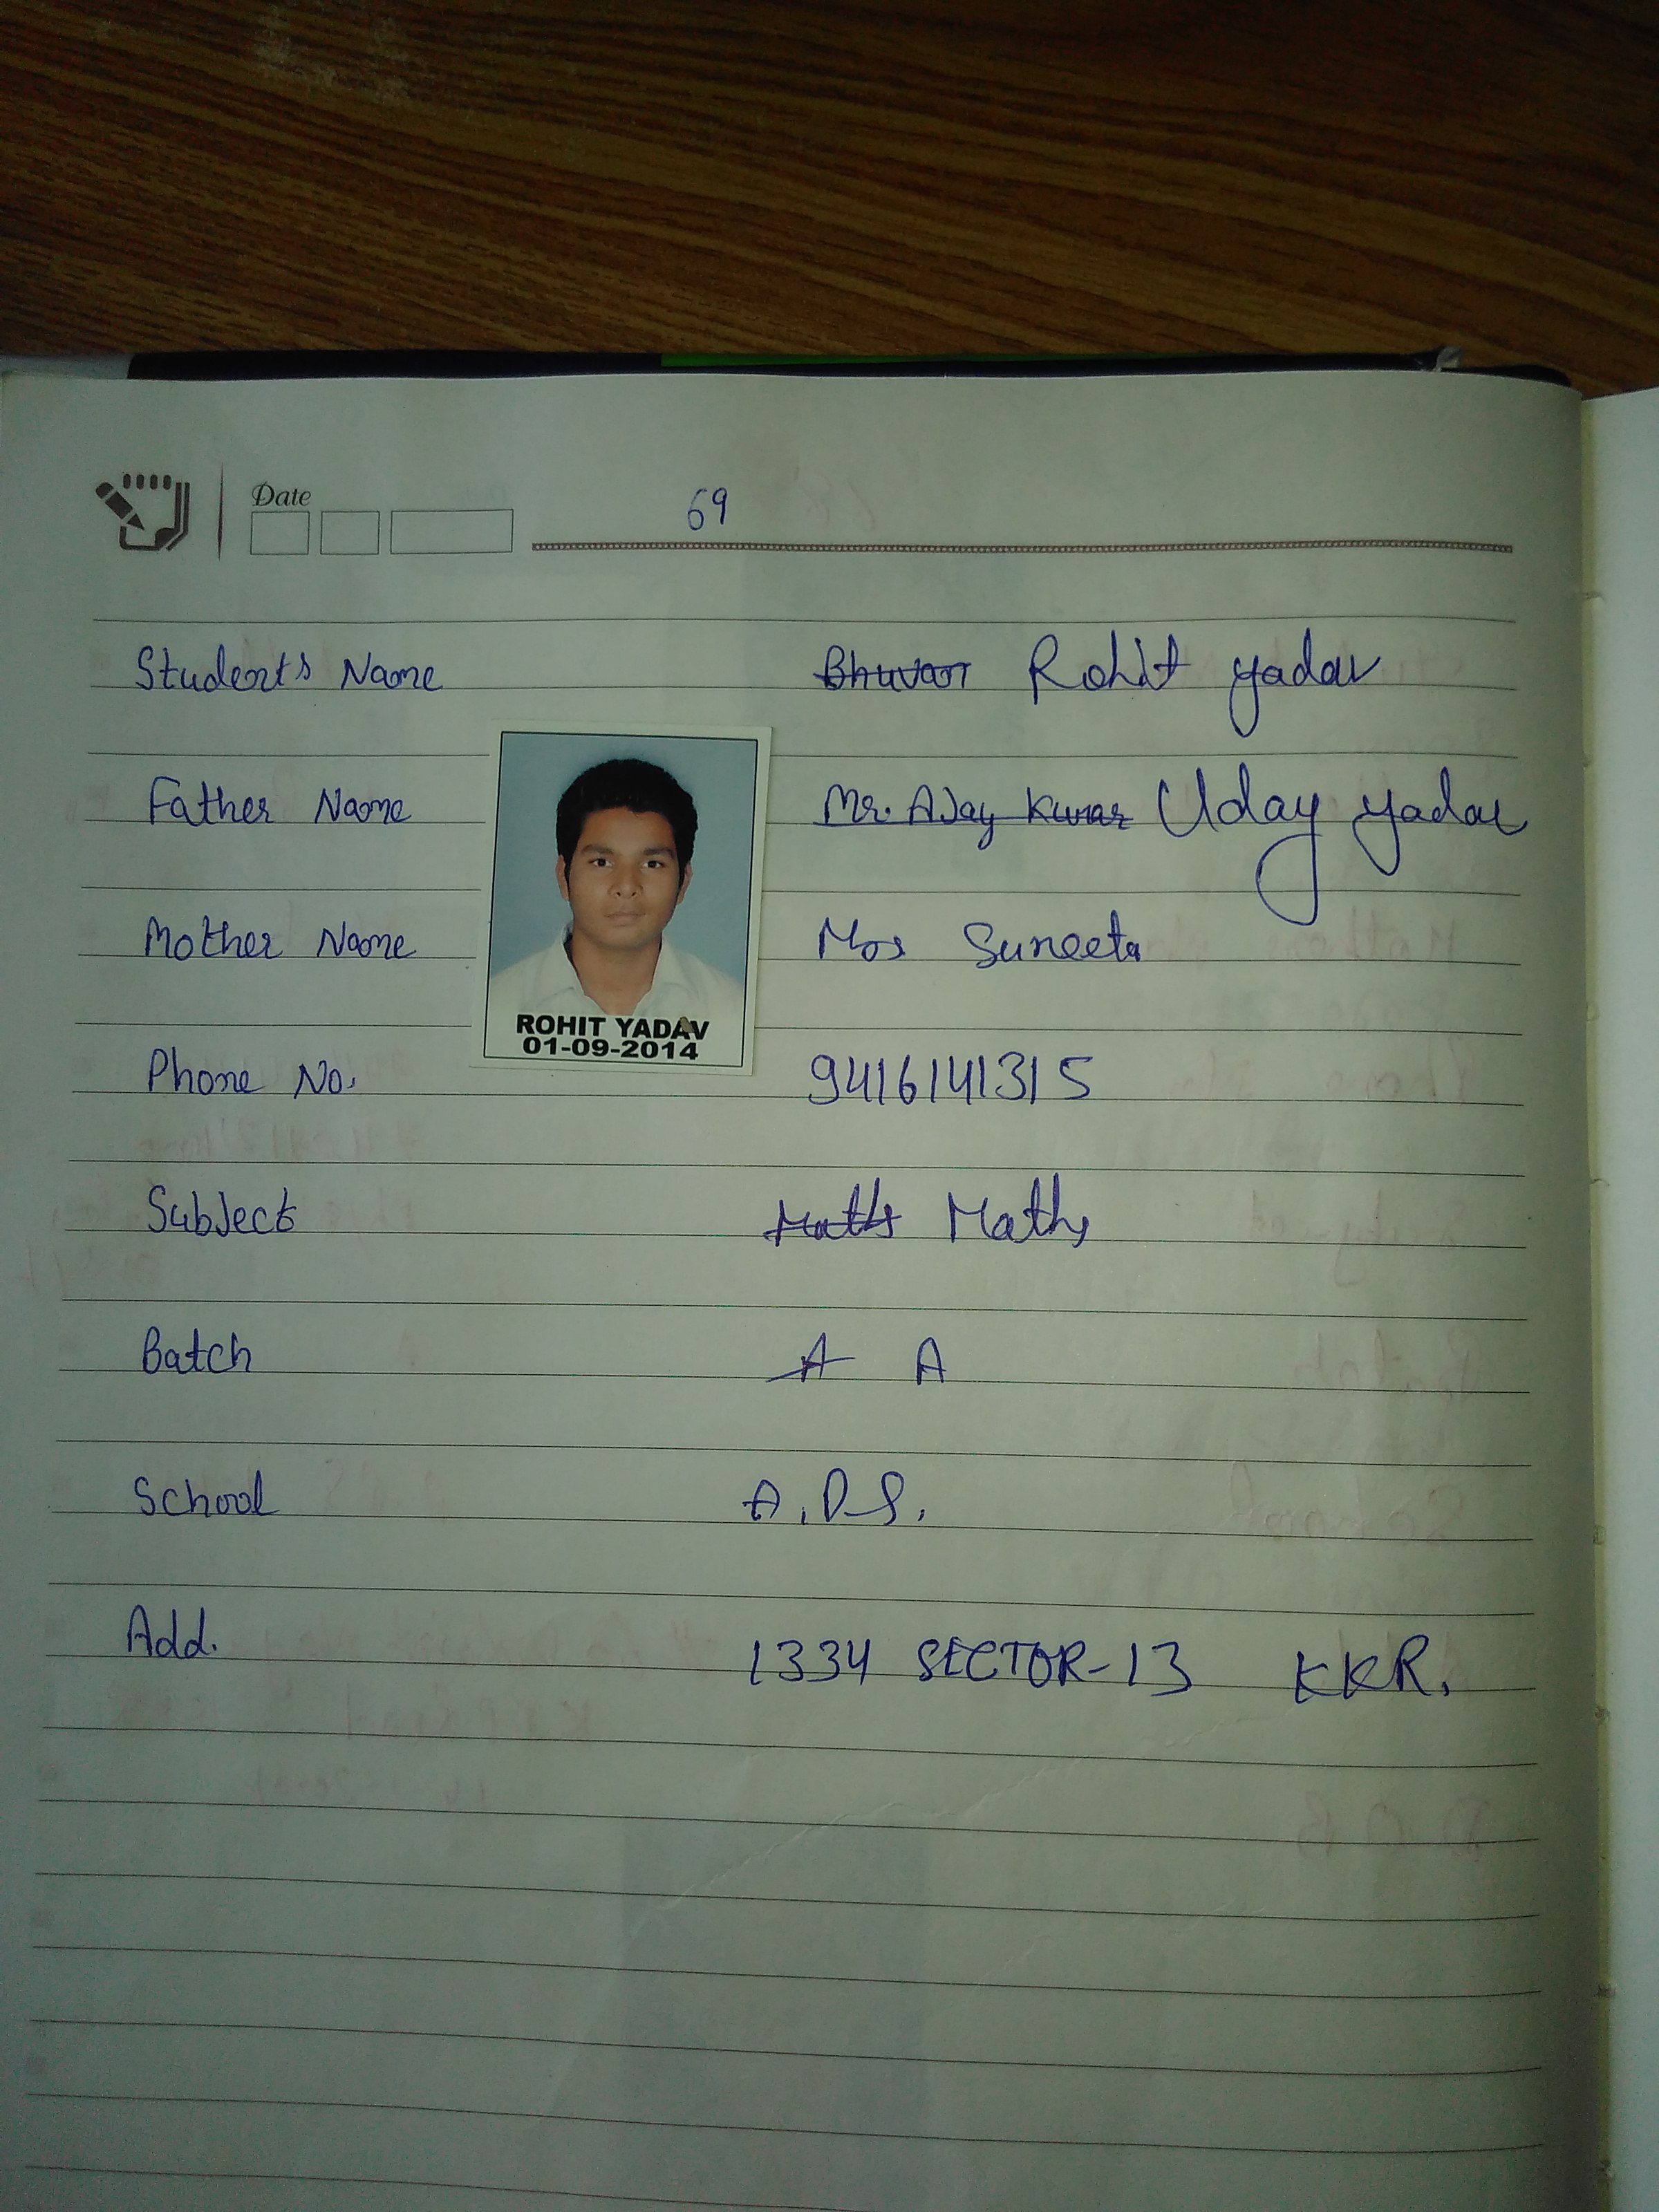 Date
69
Student's Name Bhuvan Rohit Yadav
Father Name Mr. AJay Kumar Uday Yadav
Mother Name Mrs Suneeta
ROHIT YADAV
01-09-2014
Phone No. 9416141315
SubJect Maths Maths
Batch A A
School A.P.S.
Add. 1334 SECTOR-13 KKR.